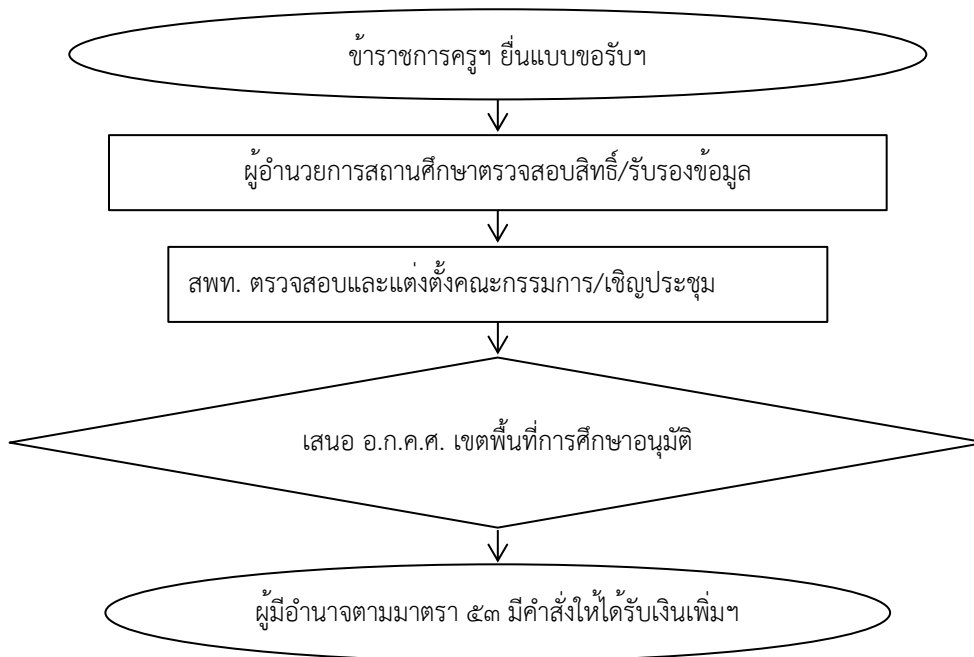 ข้าราชการครูฯ ยื่นแบบขอรับฯ
ผู้อำนวยการสถานศึกษาตรวจสอบสิทธิ์/รับรองข้อมูล
สพท. ตรวจสอบและแต่งตั้งคณะกรรมการ/เชิญประชุม
เสนอ อ.ก.ค.ศ. เขตพื้นที่การศึกษาอนุมัติ
ผู้มีอำนาจตามมาตรา ๕๓ มีคำสั่งให้ได้รับเงินเพิ่มฯ